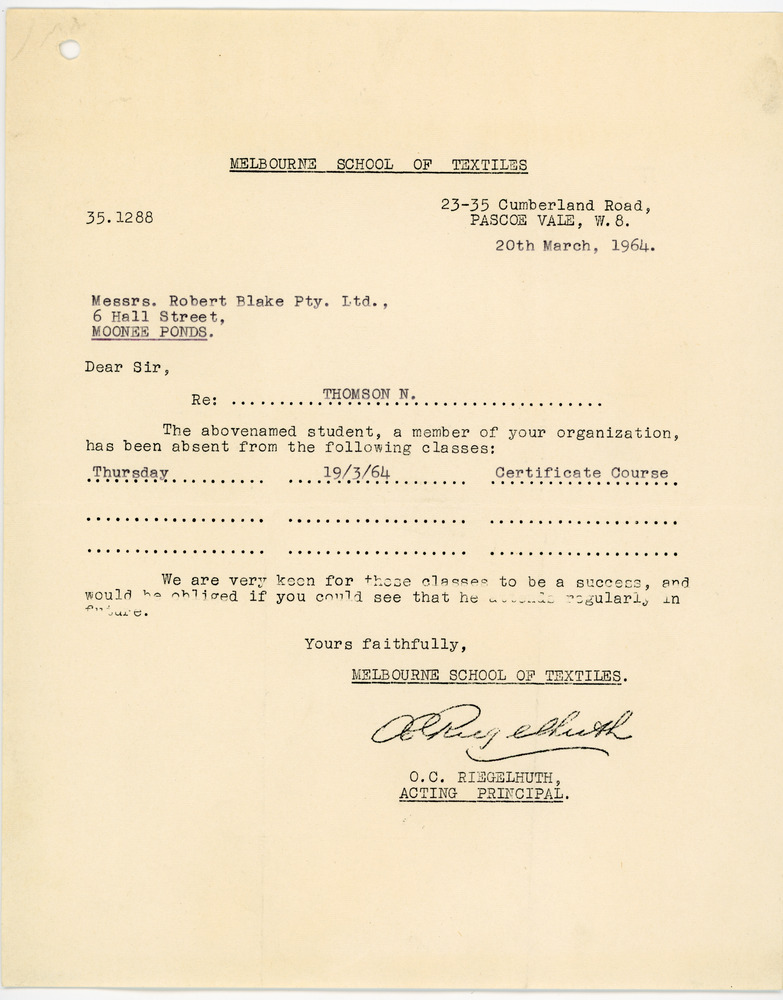 MELBOURNE SCHOOL OF TEXTILES
23-35 Cumberland Road,
35.1288
PASCOE VALE, W.8.
20th March, 1964.
Messrs. Robert Blake Pty. Ltd.,
6 Hall Street,
MOONEE PONDS.
Dear Sir,
Re: ..........THOMSON N.........................
The abovenamed student, a member of your organization,
has been absent from the following classes:
Thursday 19/3/64 Certificate Course
We are very keen for these classes to be a success, and
would be obliged if you could see that he attends regularly in
future.
Yours faithfully,
MELBOURNE SCHOOL OF TEXTILES.
OCRiegelhuth
O.C. RIEGELHUTH,
ACTING PRINCIPAL.